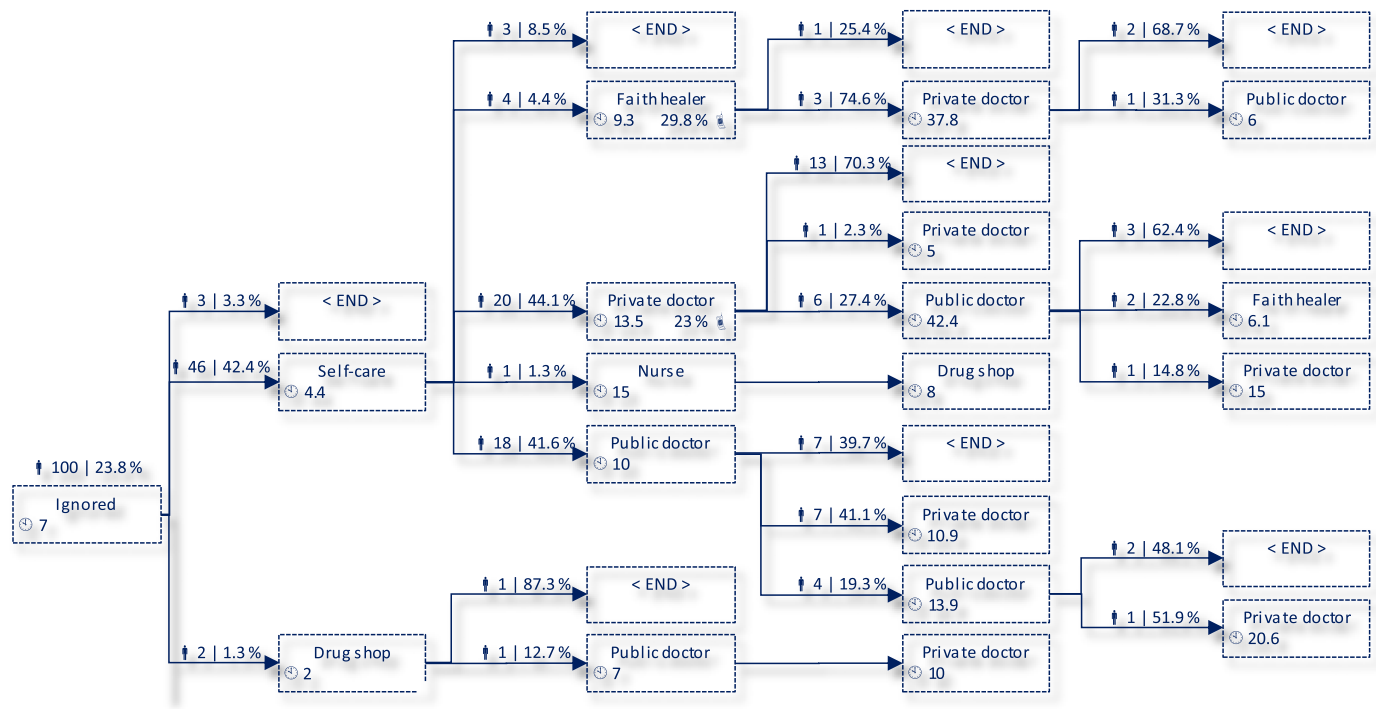 3 | 8.5 %
< END >
1 | 25.4 %
< END >
2 | 68.7 %
< END >
4 | 4.4 %
Faith healer
9.3 29.8 %
3 | 74.6 %
Private doctor
37.8
1 | 31.3 %
Public doctor
6
13 | 70.3 %
< END >
1 | 2.3 %
Private doctor
5
3 | 62.4 %
< END >
3 | 3.3 %
< END >
20 | 44.1 %
Private doctor
13.5 23 %
6 | 27.4 %
Public doctor
42.4
2 | 22.8 %
Faith healer
6.1
46 | 42.4 %
Self-care
4.4
1 | 1.3 %
Nurse
15
Drug shop
8
1 | 14.8 %
Private doctor
15
18 | 41.6 %
Public doctor
10
7 | 39.7 %
< END >
100 | 23.8 %
Ignored
7
7 | 41.1 %
Private doctor
10.9
2 | 48.1 %
< END >
1 | 87.3 %
< END >
4 | 19.3 %
Public doctor
13.9
1 | 51.9 %
Private doctor
20.6
2 | 1.3 %
Drug shop
2
1 | 12.7 %
Public doctor
7
Private doctor
10